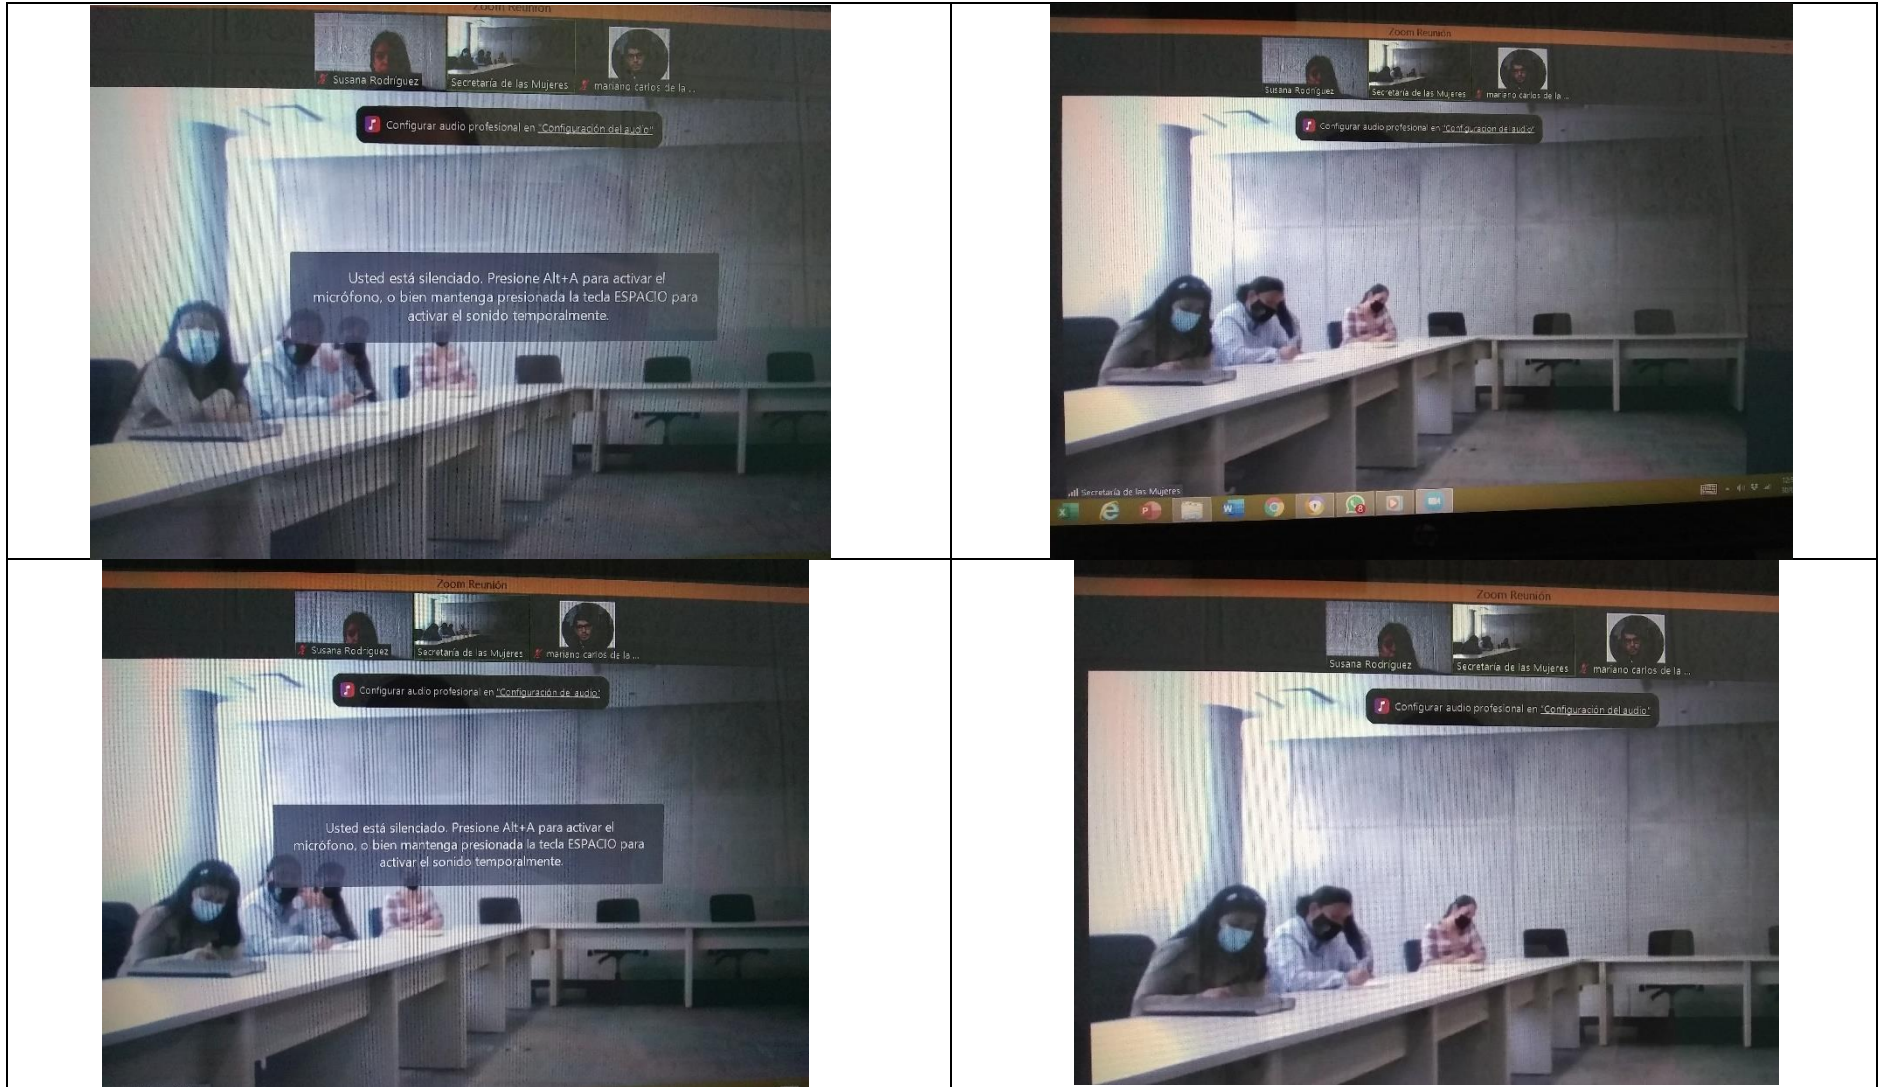 Zoom Reunión
Susana Rodríguez
Secretaría de las Mujeres
mariano carlos de la ...
Configurar audio profesional en "Configuración del audio"
Usted está silenciado. Presione Alt+A para activar el
micrófono, o bien mantenga presionada la tecla ESPACIO para
activar el sonido temporalmente.
Zoom Reunión
Susana Rodríguez
Secretaría de las Mujeres
mariano carlos de la ...
Configurar audio profesional en "Configuración del audio"
Secretaría de las Mujeres
Zoom Reunión
Susana Rodríguez
Secretaría de las Mujeres
mariano carlos de la ...
Configurar audio profesional en "Configuración de audio"
Usted está silenciado. Presione Alt+A para activar el
micrófono, o bien mantenga presionada la tecla ESPACIO para
activar el sonido temporalmente.
Zoom Reunión
Susana Rodríguez
Secretaría de las Mujeres
mariano carlos de la ...
Configurar audio profesional en "Configuración del audio"